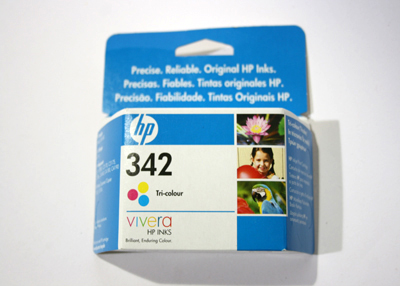 Precise. Reliable. Original HP Inks.
Precisas. Fiables. Tintas originales HP.
Precisão. Fiabilidade. Tintas Originais HP.
hp
342
Tri-colour
vivera
HP INKS
Brilliant, Enduring Colour.